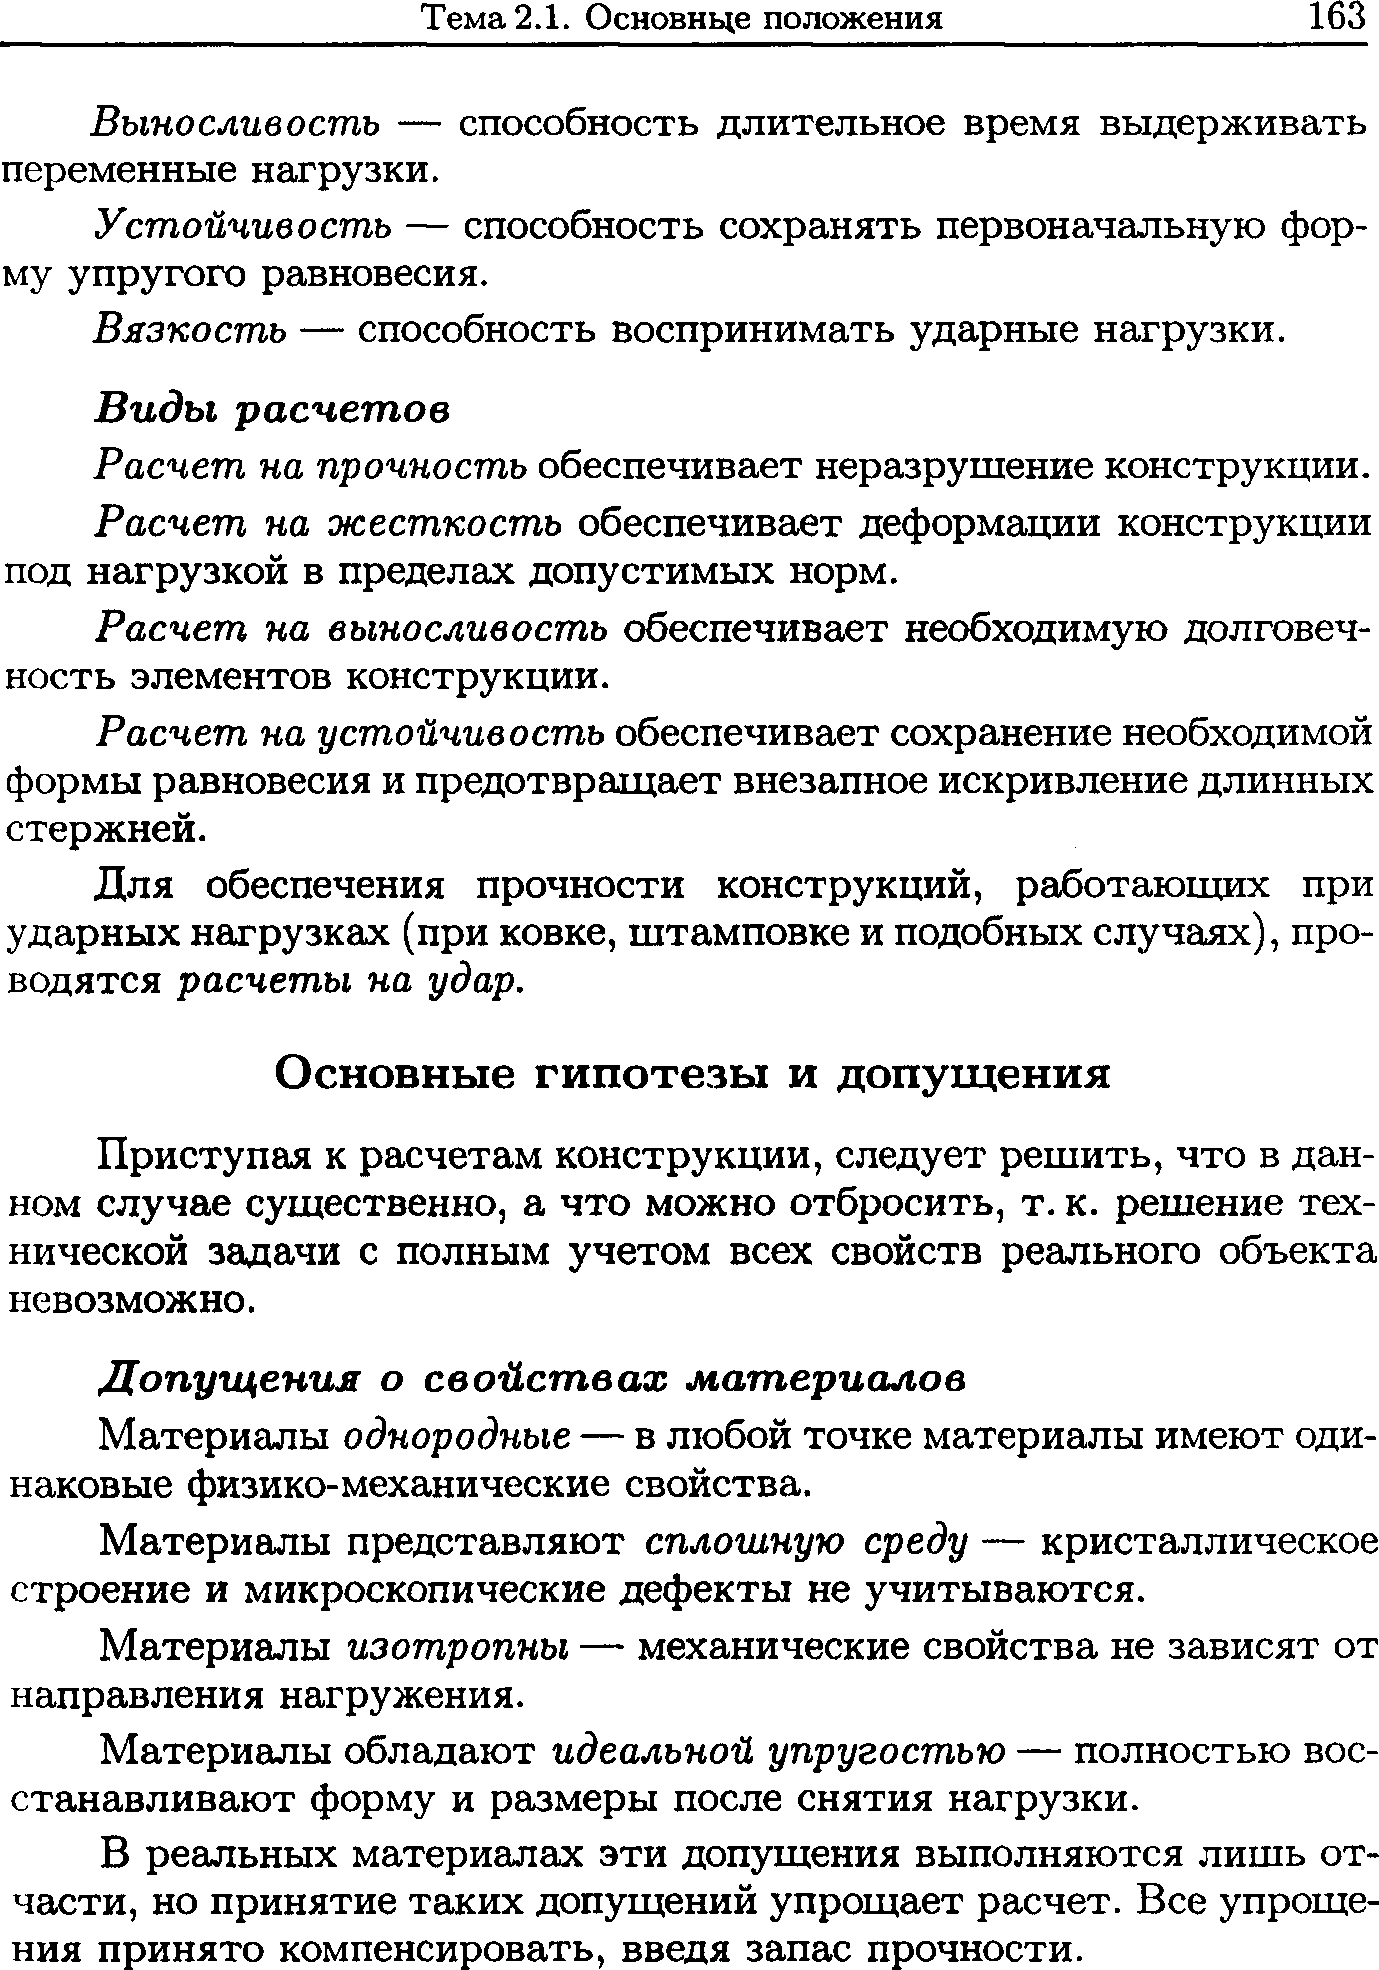 Тема 2.1. Основные положения 163
Выносливость — способность длительное время выдерживать
переменные нагрузки.
Устойчивость — способность сохранять первоначальную фор-
му упругого равновесия.
Вязкость — способность воспринимать ударные нагрузки.
Виды расчетов
Расчет на прочность обеспечивает неразрушение конструкции.
Расчет на жесткость обеспечивает деформации конструкции
под нагрузкой в пределах допустимых норм.
Расчет на выносливость обеспечивает необходимую долговеч-
ность элементов конструкции.
Расчет на устойчивость обеспечивает сохранение необходимой
формы равновесия и предотвращает внезапное искривление длинных
стержней.
Для обеспечения прочности конструкций, работающих при
ударных нагрузках (при ковке, штамповке и подобных случаях), про-
водятся расчеты на удар.
Основные гипотезы и допущения
Приступая к расчетам конструкции, следует решить, что в дан-
ном случае существенно, а что можно отбросить, т. к. решение тех-
нической задачи с полным учетом всех свойств реального объекта
невозможно.
Допущения о свойствах материалов
Материалы однородные — в любой точке материалы имеют оди-
наковые физико-механические свойства.
Материалы представляют сплошную среду — кристаллическое
строение и микроскопические дефекты не учитываются.
Материалы изотропны — механические свойства не зависят от
направления нагружения.
Материалы обладают идеальной упругостью — полностью вос-
станавливают форму и размеры после снятия нагрузки.
В реальных материалах эти допущения выполняются лишь от-
части, но принятие таких допущений упрощает расчет. Все упроще-
ния принято компенсировать, введя запас прочности.